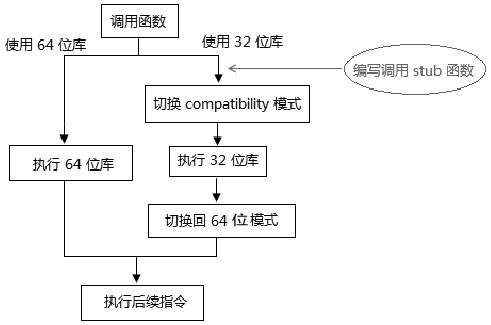 调用函数
使用 64 位库
使用 32 位库
编写调用 stub 函数
切换 compatibility 模式
执行 64 位库
执行 32 位库
切换回 64 位模式
执行后续指令